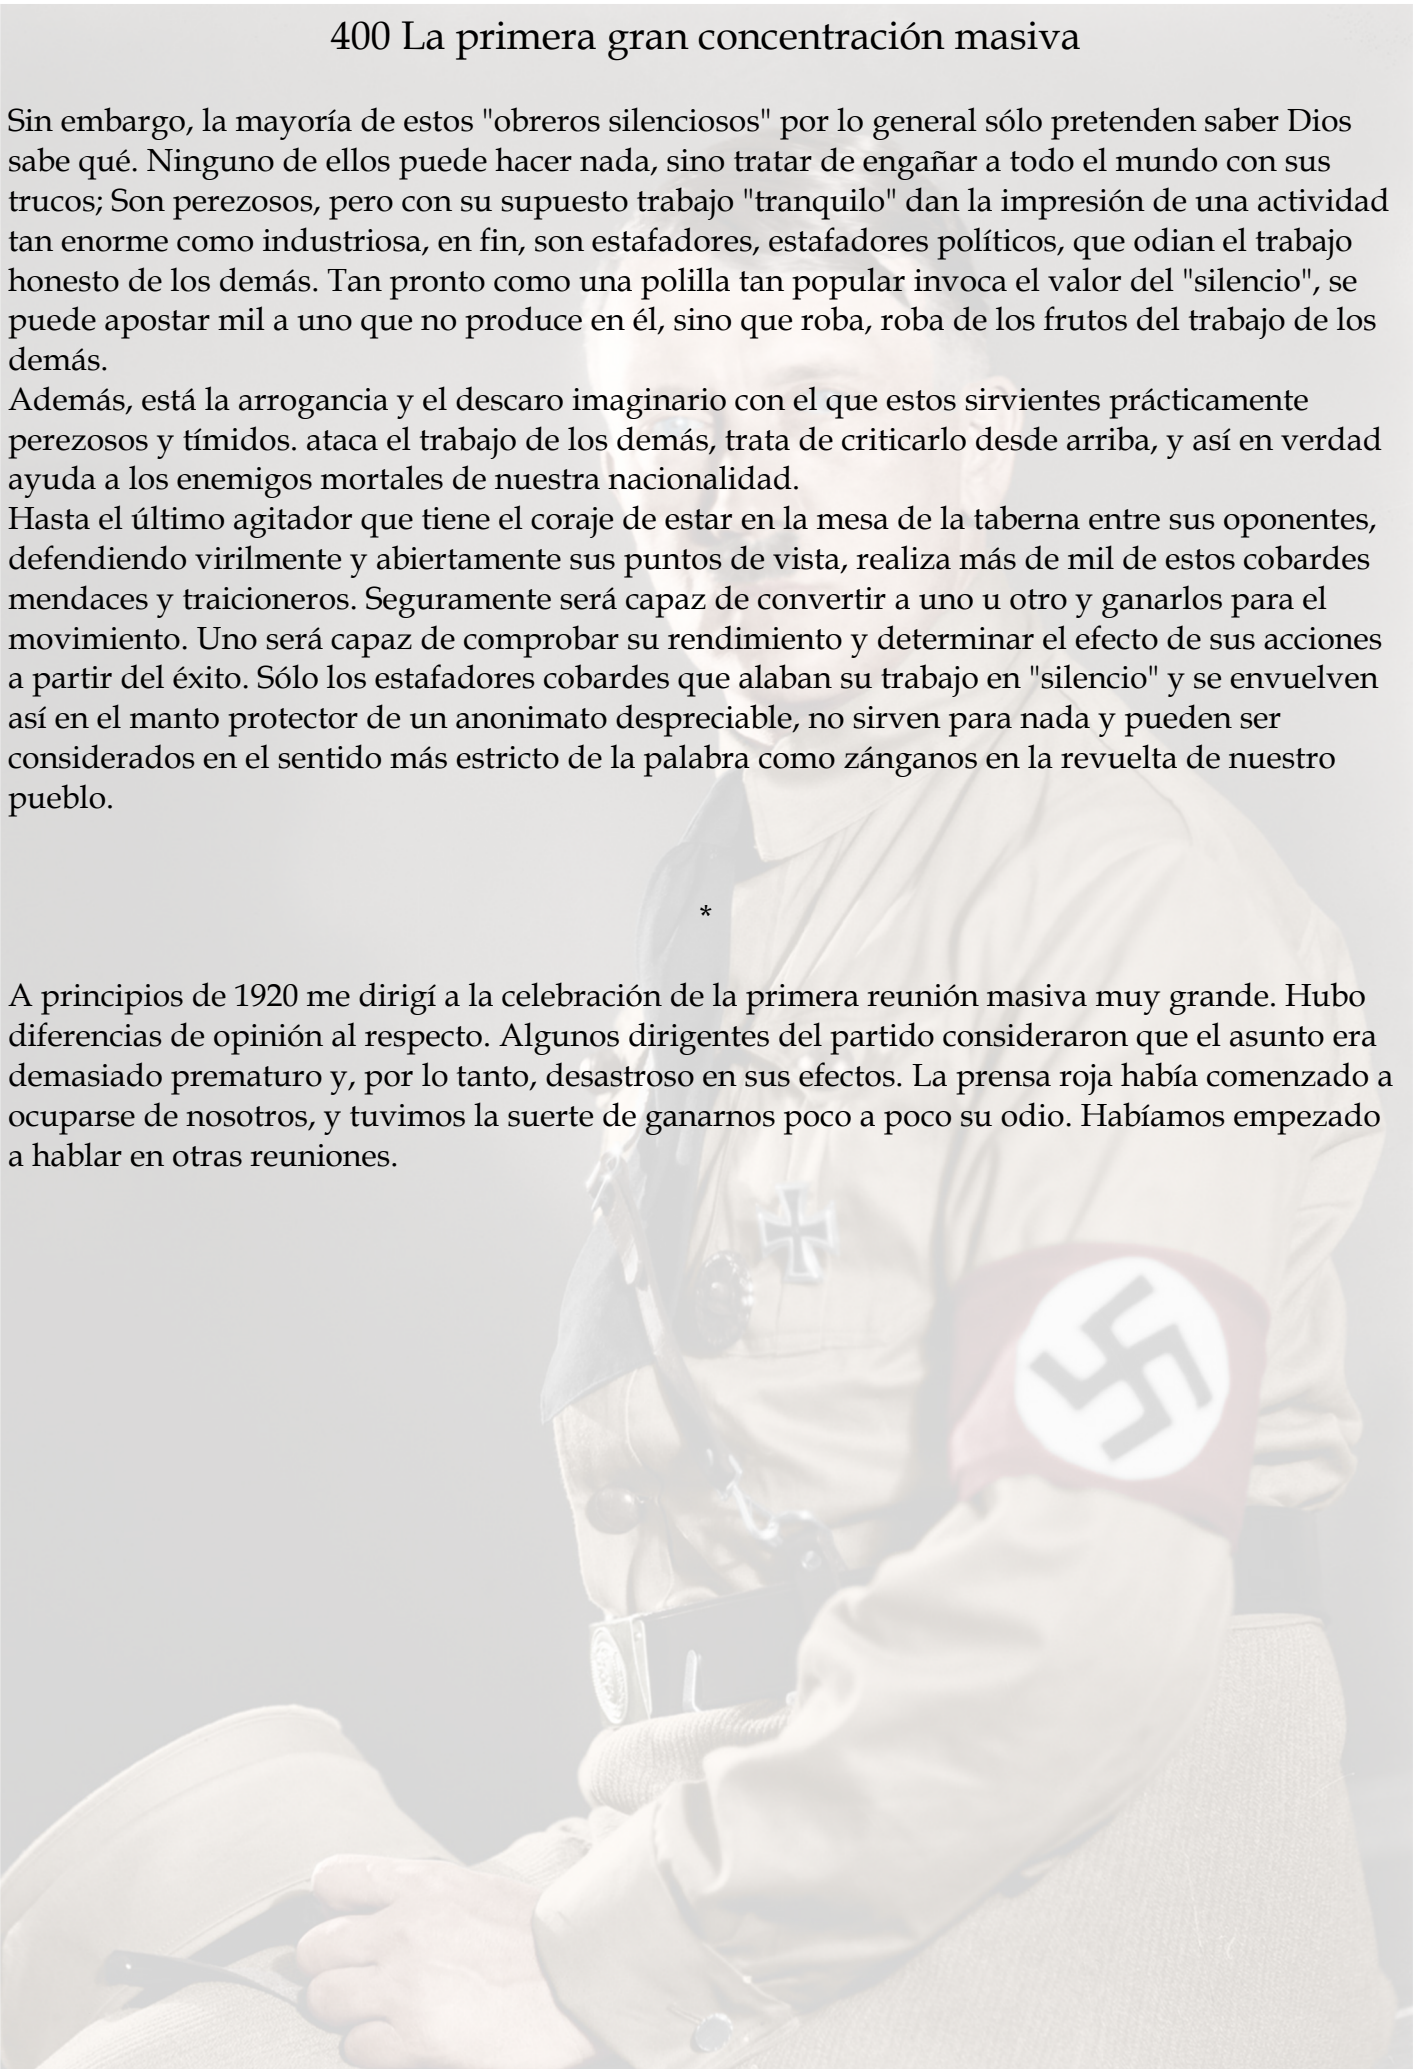 400 La primera gran concentración masiva
Sin embargo, la mayoría de estos "obreros silenciosos" por lo general sólo pretenden saber Dios
sabe qué. Ninguno de ellos puede hacer nada, sino tratar de engañar a todo el mundo con sus
trucos; Son perezosos, pero con su supuesto trabajo "tranquilo" dan la impresión de una actividad
tan enorme como industriosa, en fin, son estafadores, estafadores políticos, que odian el trabajo
honesto de los demás. Tan pronto como una polilla tan popular invoca el valor del "silencio", se
puede apostar mil a uno que no produce en él, sino que roba, roba de los frutos del trabajo de los
demás.
Además, está la arrogancia y el descaro imaginario con el que estos sirvientes prácticamente
perezosos y tímidos. ataca el trabajo de los demás, trata de criticarlo desde arriba, y así en verdad
ayuda a los enemigos mortales de nuestra nacionalidad.
Hasta el último agitador que tiene el coraje de estar en la mesa de la taberna entre sus oponentes,
defendiendo virilmente y abiertamente sus puntos de vista, realiza más de mil de estos cobardes
mendaces y traicioneros. Seguramente será capaz de convertir a uno u otro y ganarlos para el
movimiento. Uno será capaz de comprobar su rendimiento y determinar el efecto de sus acciones
a partir del éxito. Sólo los estafadores cobardes que alaban su trabajo en "silencio" y se envuelven
así en el manto protector de un anonimato despreciable, no sirven para nada y pueden ser
considerados en el sentido más estricto de la palabra como zánganos en la revuelta de nuestro
pueblo.
*
A principios de 1920 me dirigí a la celebración de la primera reunión masiva muy grande. Hubo
diferencias de opinión al respecto. Algunos dirigentes del partido consideraron que el asunto era
demasiado prematuro y, por lo tanto, desastroso en sus efectos. La prensa roja había comenzado a
ocuparse de nosotros, y tuvimos la suerte de ganarnos poco a poco su odio. Habíamos empezado
a hablar en otras reuniones.